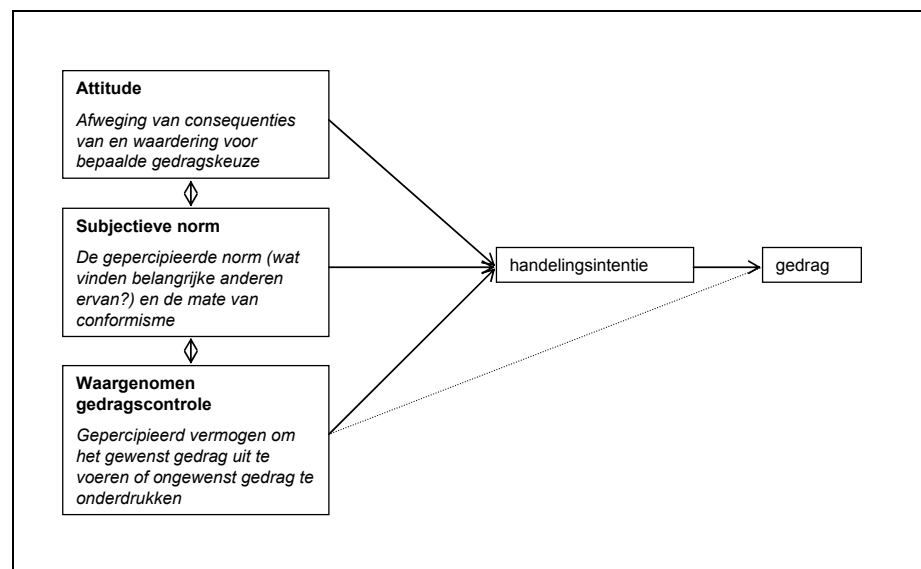 Attitude
Afweging van consequenties
van en waardering voor
bepaalde gedragskeuze
Subjectieve norm
De gepercipieerde norm (wat
vinden belangrijke anderen
ervan?) en de mate van
conformisme
handelingsintentie
gedrag
Waargenomen
gedragscontrole
Gepercipieerd vermogen om
het gewenst gedrag uit te
voeren of ongewenst gedrag te
onderdrukken